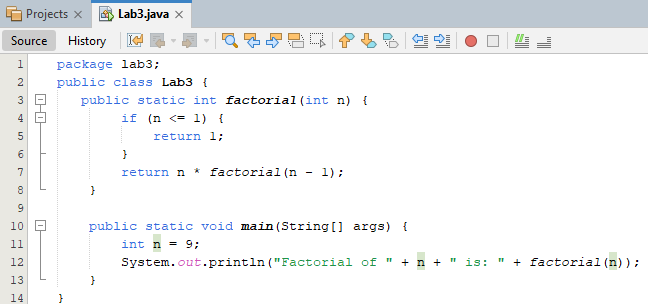 Projects × Lab3.java ×
Source History
1 package lab3;
2 public class Lab3 {
3 public static int factorial(int n) {
4 if (n <= 1) {
5 return 1;
6 }
7 return n * factorial(n - 1);
8 }
9
10 public static void main(String[] args) {
11 int n = 9;
12 System.out.println("Factorial of " + n + " is: " + factorial(n));
13 }
14 }